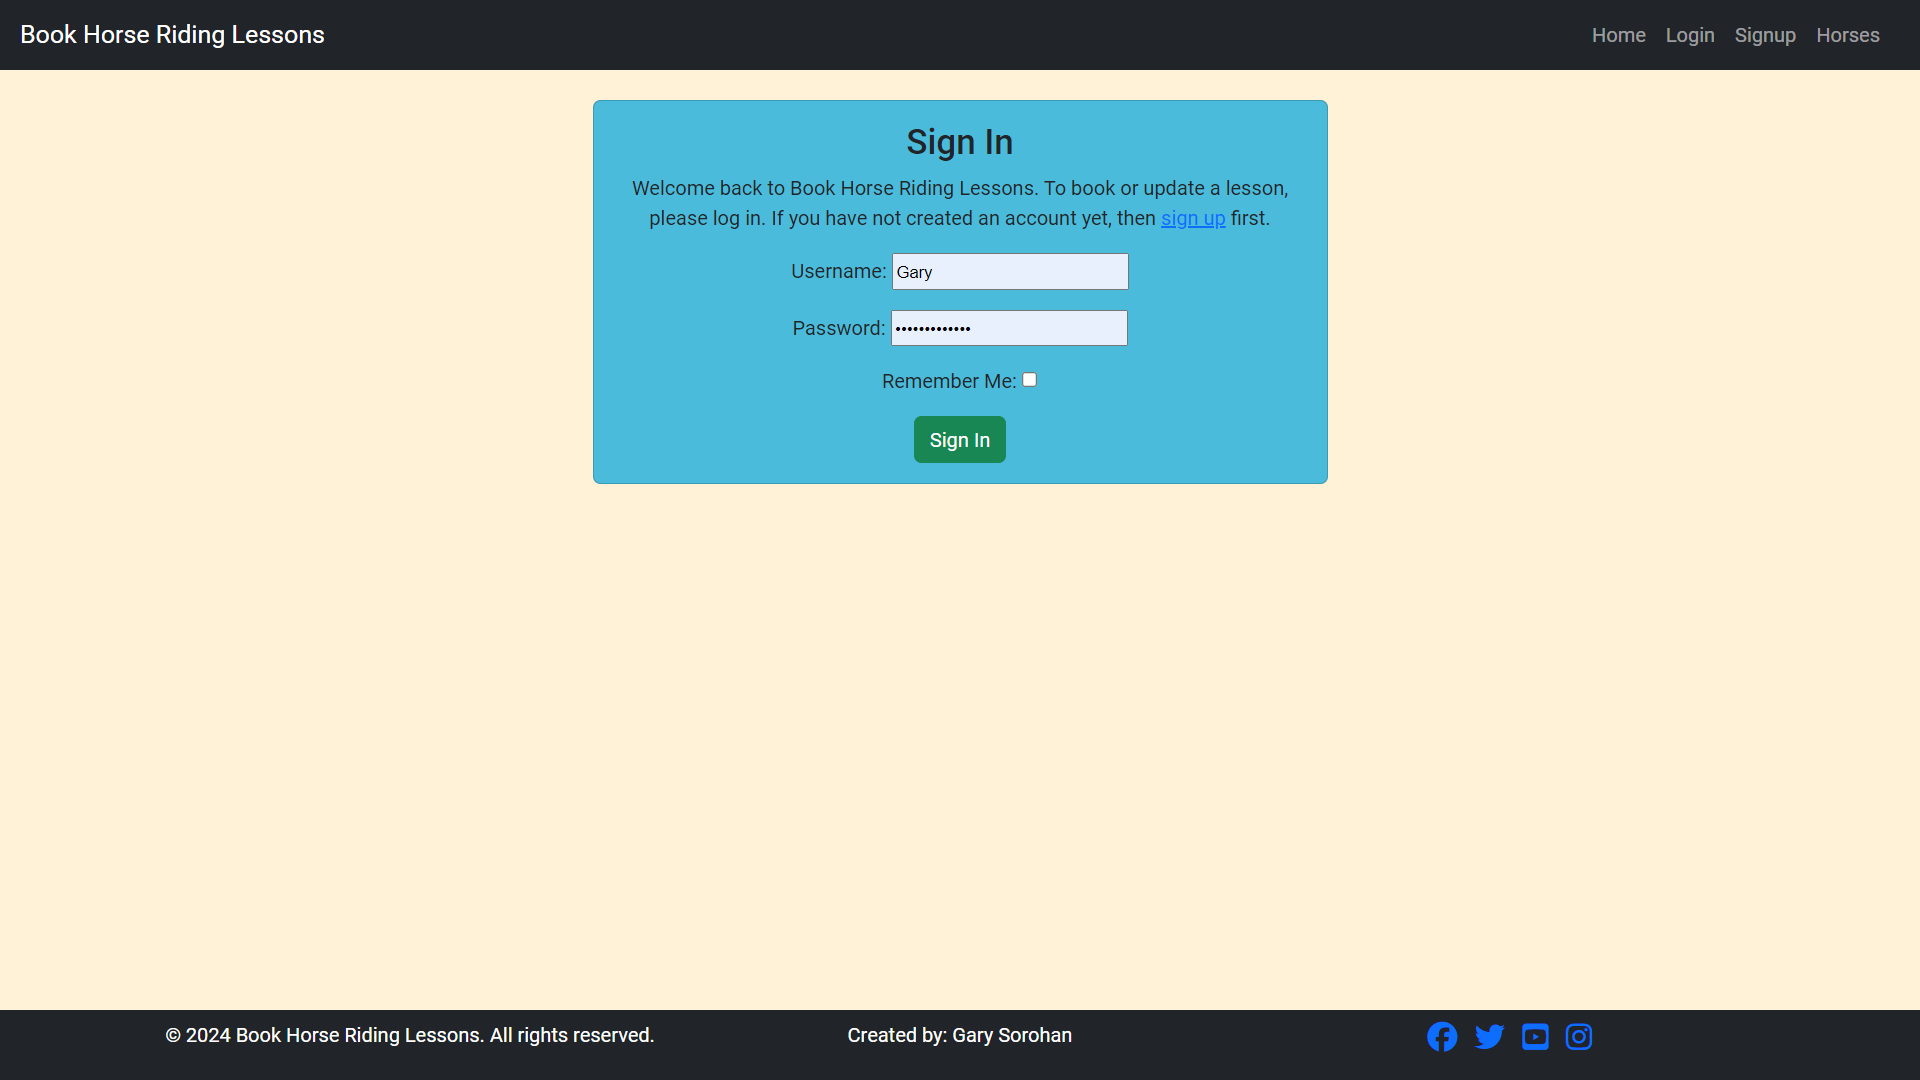 Book Horse Riding Lessons
Home Login Signup Horses
Sign In
Welcome back to Book Horse Riding Lessons. To book or update a lesson,
please log in. If you have not created an account yet, then sign up first.
Username: Gary
Password: •••••••••••••
Remember Me:
Sign In
© 2024 Book Horse Riding Lessons. All rights reserved.
Created by: Gary Sorohan